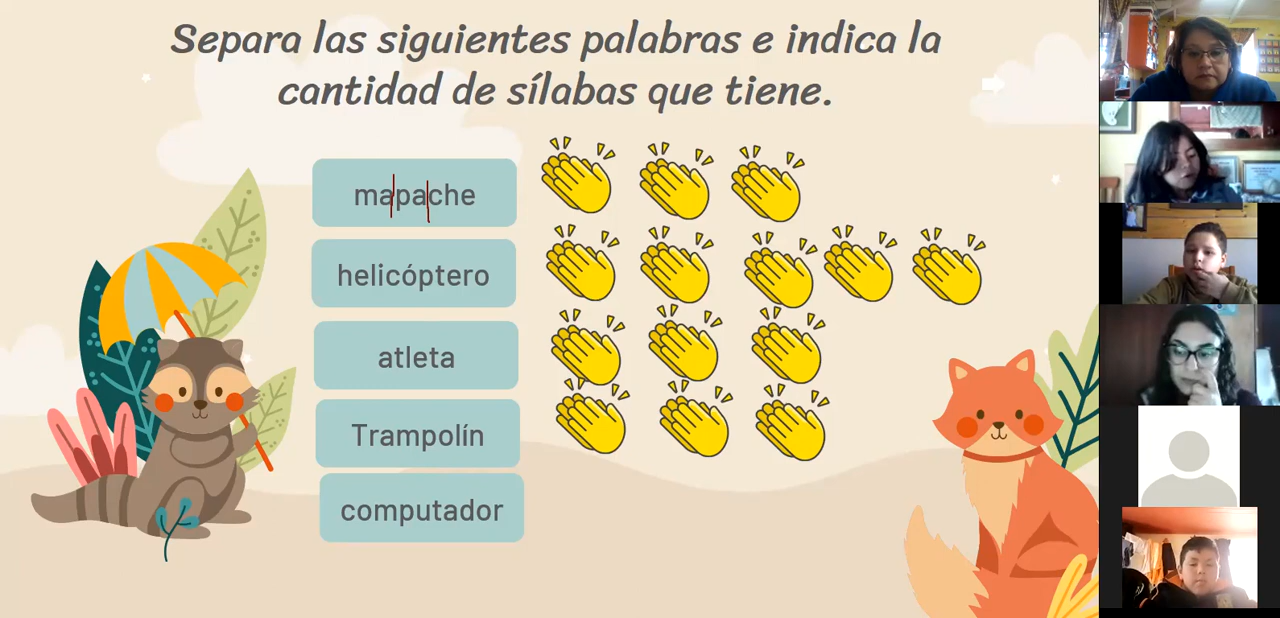 Separa las siguientes palabras e indica la
cantidad de sílabas que tiene.
mapache
helicóptero
atleta
Trampolín
computador